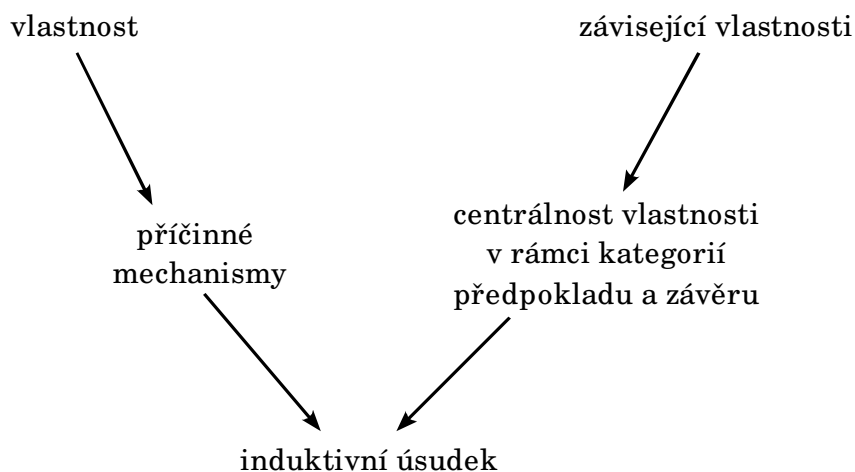 vlastnost
závisející vlastnosti
příčinné
mechanismy
centrálnost vlastnosti
v rámci kategorií
předpokladu a závěru
induktivní úsudek